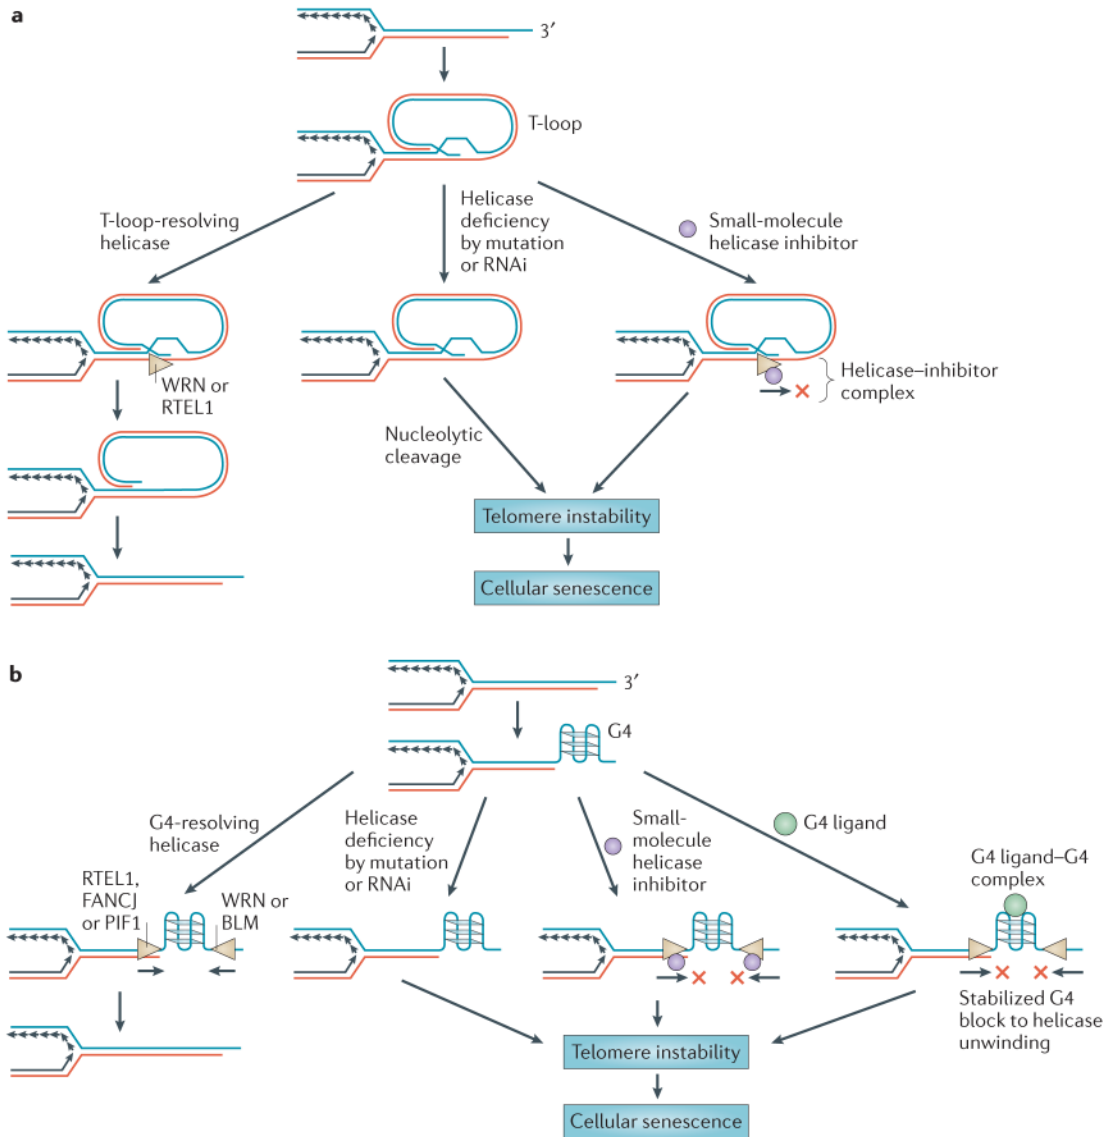 a
3′
T-loop
T-loop-resolving
helicase
Helicase
deficiency
by mutation
or RNAi
Small-molecule
helicase inhibitor
WRN or
RTEL1
Helicase–inhibitor
complex
Nucleolytic
cleavage
Telomere instability
Cellular senescence
b
3′
G4
G4-resolving
helicase
Helicase
deficiency
by mutation
or RNAi
Small-
molecule
helicase
inhibitor
G4 ligand
RTEL1,
FANCJ
or PIF1
WRN or
BLM
G4 ligand–G4
complex
Stabilized G4
block to helicase
unwinding
Telomere instability
Cellular senescence